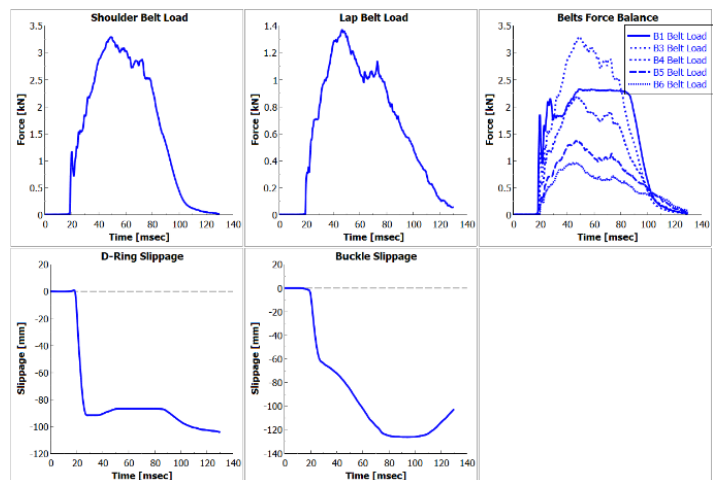 Shoulder Belt Load
3.5
3
2.5
2
1.5
1
0.5
0
Force [kN]
0 20 40 60 80 100 120 140
Time [msec]
Lap Belt Load
1.4
1.2
1
0.8
0.6
0.4
0.2
0
Force [kN]
0 20 40 60 80 100 120 140
Time [msec]
Belts Force Balance
B1 Belt Load
B3 Belt Load
B4 Belt Load
B5 Belt Load
B6 Belt Load
3.5
3
2.5
2
1.5
1
0.5
0
Force [kN]
0 20 40 60 80 100 120 140
Time [msec]
D-Ring Slippage
20
0
-20
-40
-60
-80
-100
-120
Slippage [mm]
0 20 40 60 80 100 120 140
Time [msec]
Buckle Slippage
20
0
-20
-40
-60
-80
-100
-120
-140
Slippage [mm]
0 20 40 60 80 100 120 140
Time [msec]